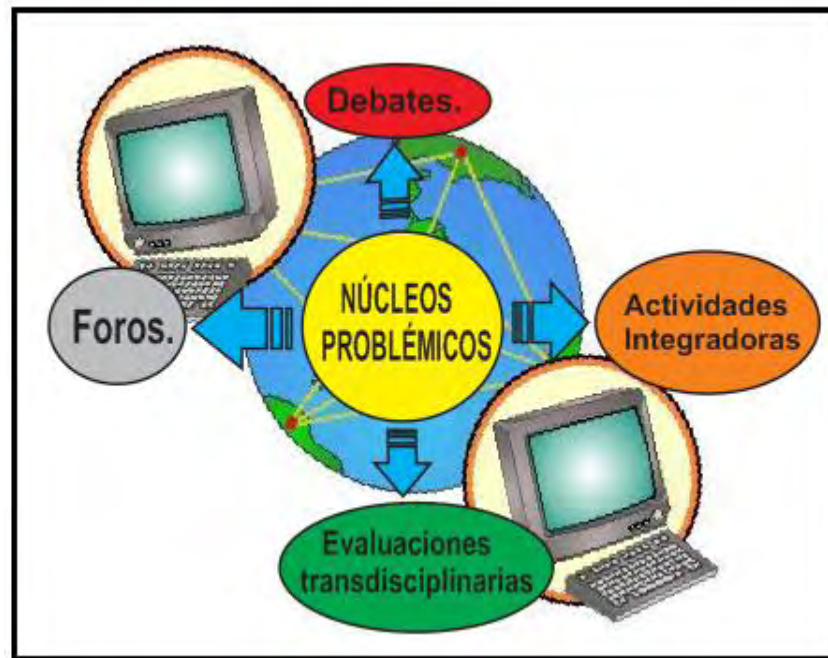 Debates.
NÚCLEOS
PROBLÉMICOS
Foros.
Actividades
Integradoras
Evaluaciones
transdisciplinarias